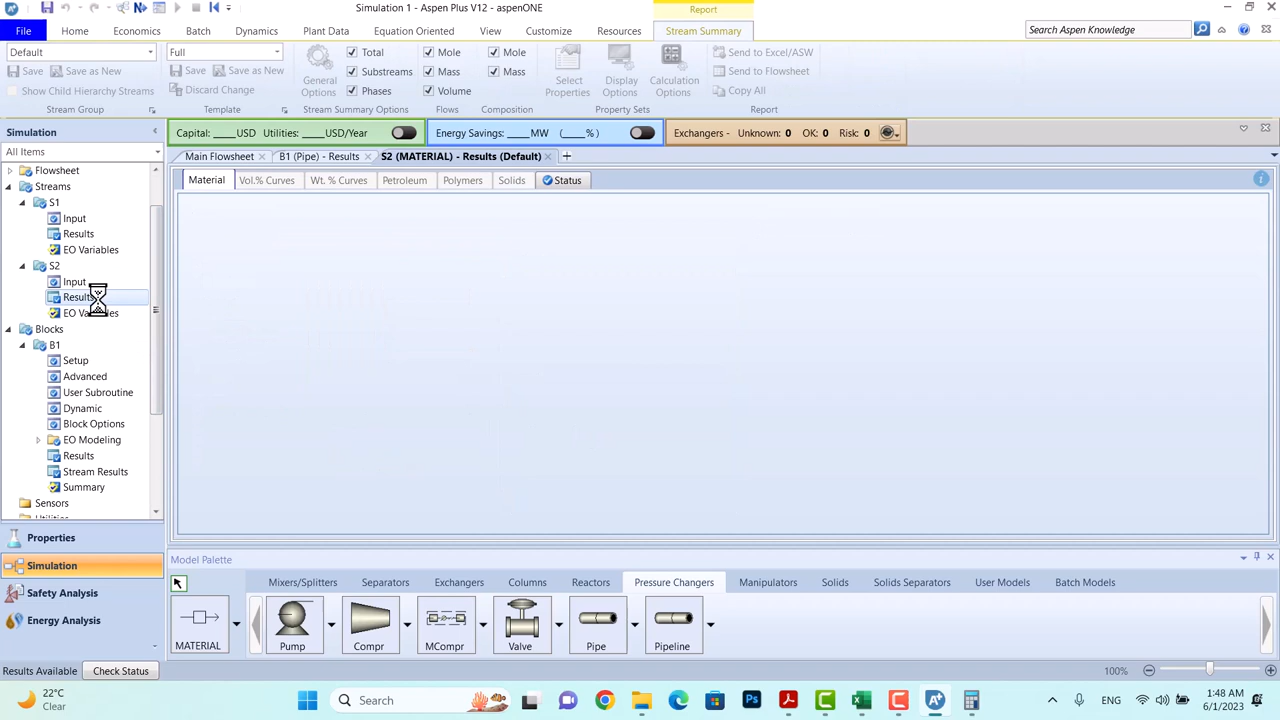 Simulation 1 - Aspen Plus V12 - aspenONE
Report
File Home Economics Batch Dynamics Plant Data Equation Oriented View Customize Resources Stream Summary
Search Aspen Knowledge
Default Full
Save Save as New
Show Child Hierarchy Streams
Stream Group
Save Save as New
Discard Change
Template
General Options
Total
Substreams
Phases
Stream Summary Options
Mole
Mass
Volume
Flows
Mole
Mass
Composition
Select Properties
Display Options
Calculation Options
Property Sets
Send to Excel/ASW
Send to Flowsheet
Copy All
Report
Simulation
Capital: _____USD Utilities: _____USD/Year
Energy Savings: _____MW (_____%)
Exchangers - Unknown: 0 OK: 0 Risk: 0
All Items
Main Flowsheet B1 (Pipe) - Results S2 (MATERIAL) - Results (Default)
Material Vol.% Curves Wt. % Curves Petroleum Polymers Solids Status
Flowsheet
Streams
S1
Input
Results
EO Variables
S2
Input
Results
EO Variables
Blocks
B1
Setup
Advanced
User Subroutine
Dynamic
Block Options
EO Modeling
Results
Stream Results
Summary
Sensors
Utilities
Properties
Simulation
Safety Analysis
Energy Analysis
Model Palette
Mixers/Splitters Separators Exchangers Columns Reactors Pressure Changers Manipulators Solids Solids Separators User Models Batch Models
MATERIAL Pump Compr MCompr Valve Pipe Pipeline
Results Available Check Status
100%
22°C
Clear
Search
ENG
1:48 AM
6/1/2023